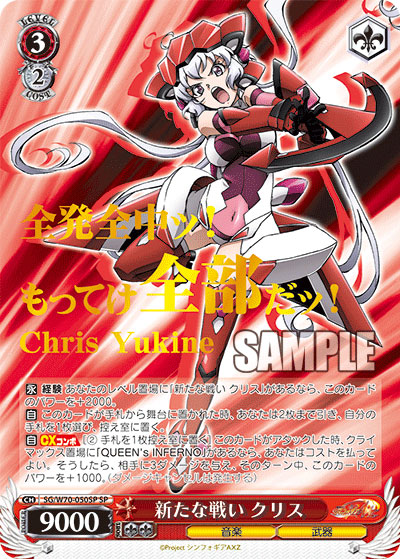 LEVEL
3
2
COST
全発全中ッ!
もってけ全部だッ!
Chris Yukine
SAMPLE
永 経験 あなたのレベル置場に「新たな戦い クリス」があるなら、このカード
のパワーを+2000。
自 このカードが手札から舞台に置かれた時、あなたは2枚まで引き、自分の
手札を1枚選び、控え室に置く。
自 CXコンボ [② 手札を1枚控え室に置く] このカードがアタックした時、クライ
マックス置場に「QUEEN's INFERNO」があるなら、あなたはコストを払ってよ
い。そうしたら、相手に3ダメージを与え、そのターン中、このカードのパワー
を+1000。(ダメージキャンセルは発生する)
CH SG/W70-050SP SP
9000
新たな戦い クリス
音楽
武器
©Project シンフォギアAXZ